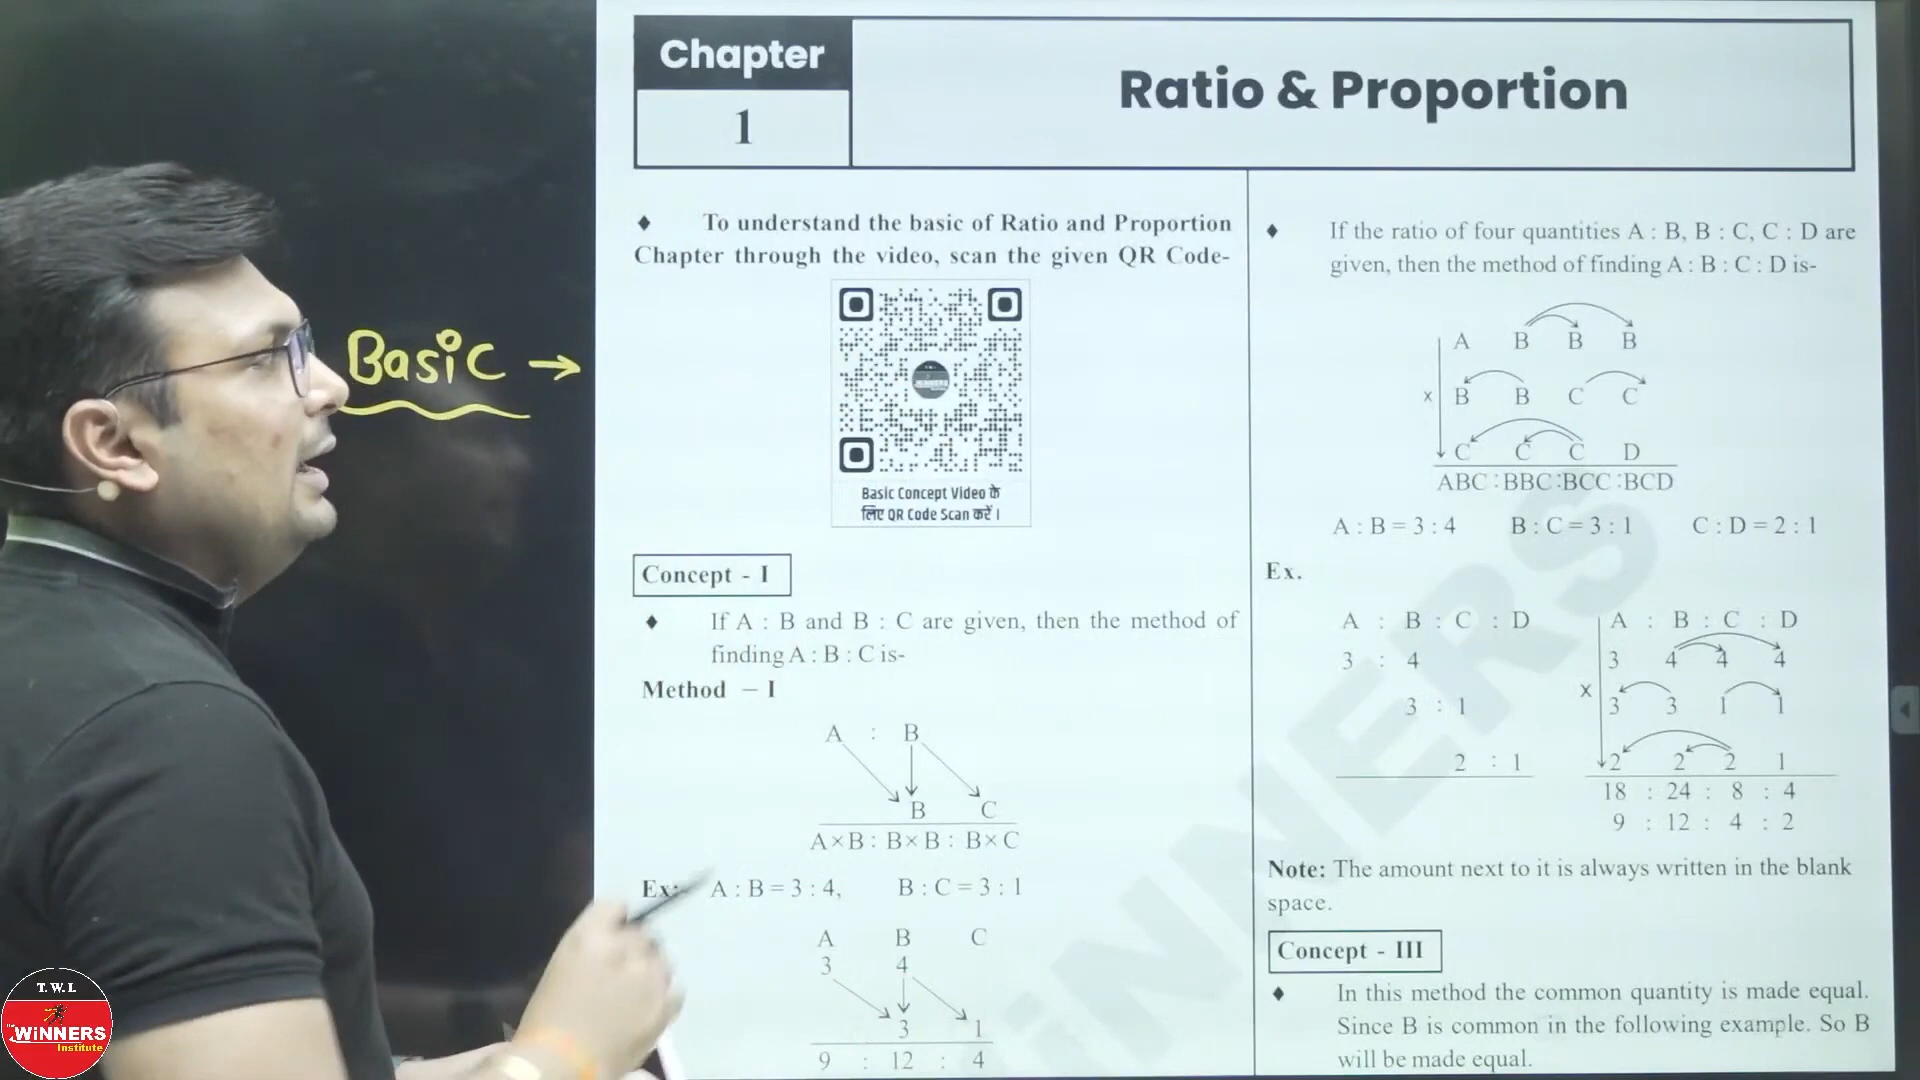 Chapter
1
Ratio & Proportion
Basic →
♦ To understand the basic of Ratio and Proportion
Chapter through the video, scan the given QR Code-
WINNERS
Basic Concept Video के
लिए QR Code Scan करें ।
Concept - I
♦ If A : B and B : C are given, then the method of
finding A : B : C is-
Method – I
A : B
B C
A×B : B×B : B×C
Ex: A : B = 3 : 4, B : C = 3 : 1
A B C
3 4
3 1
9 : 12 : 4
♦ If the ratio of four quantities A : B, B : C, C : D are
given, then the method of finding A : B : C : D is-
A B B B
x B B C C
C C C D
ABC : BBC : BCC : BCD
A : B = 3 : 4 B : C = 3 : 1 C : D = 2 : 1
Ex.
A : B : C : D
3 : 4
3 : 1
2 : 1
A : B : C : D
3 4 4 4
x 3 3 1 1
2 2 2 1
18 : 24 : 8 : 4
9 : 12 : 4 : 2
Note: The amount next to it is always written in the blank
space.
Concept - III
♦ In this method the common quantity is made equal.
Since B is common in the following example. So B
will be made equal.
WINNERS
T.W.I.
The WiNNERS
Institute